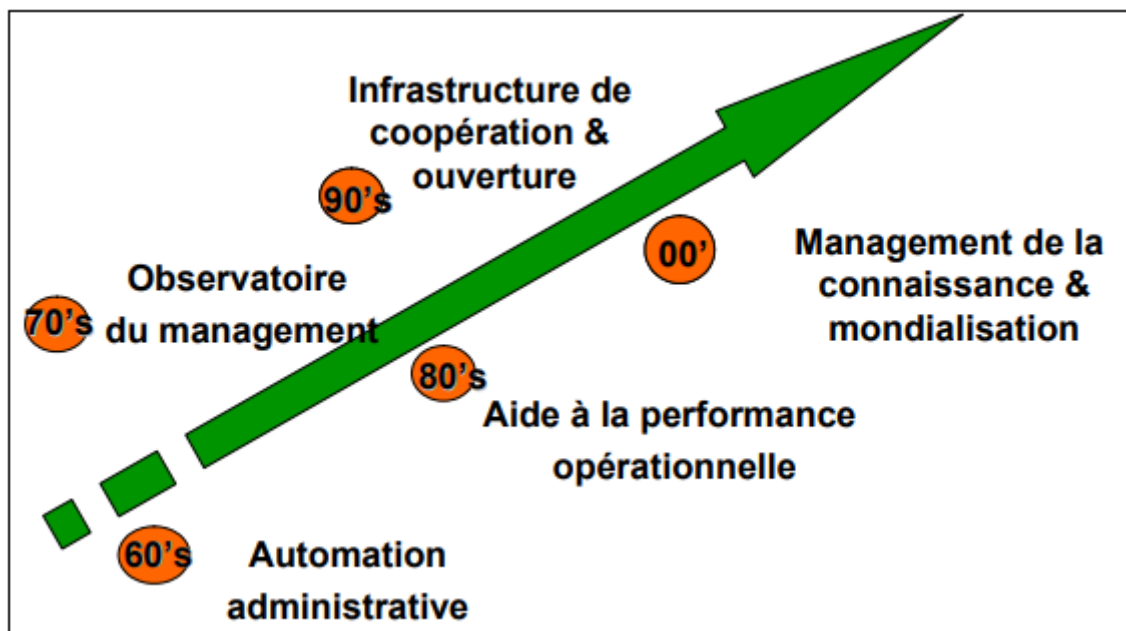 Infrastructure de
coopération &
ouverture
90's
00'
Management de la
connaissance &
mondialisation
Observatoire
70's
du management
80's
Aide à la performance
opérationnelle
60's
Automation
administrative